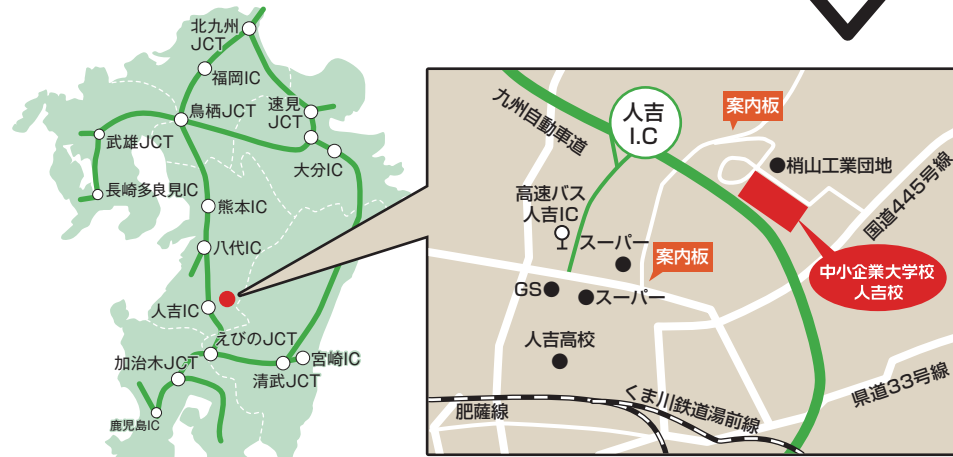 北九州
JCT
福岡IC
鳥栖JCT
速見
JCT
武雄JCT
大分IC
長崎多良見IC
熊本IC
八代IC
人吉IC
えびのJCT
加治木JCT
宮崎IC
清武JCT
鹿児島IC
九州自動車道
人吉
I.C
案内板
梢山工業団地
国道445号線
高速バス
人吉IC
スーパー
案内板
中小企業大学校
人吉校
GS
スーパー
人吉高校
県道33号線
くま川鉄道湯前線
肥薩線